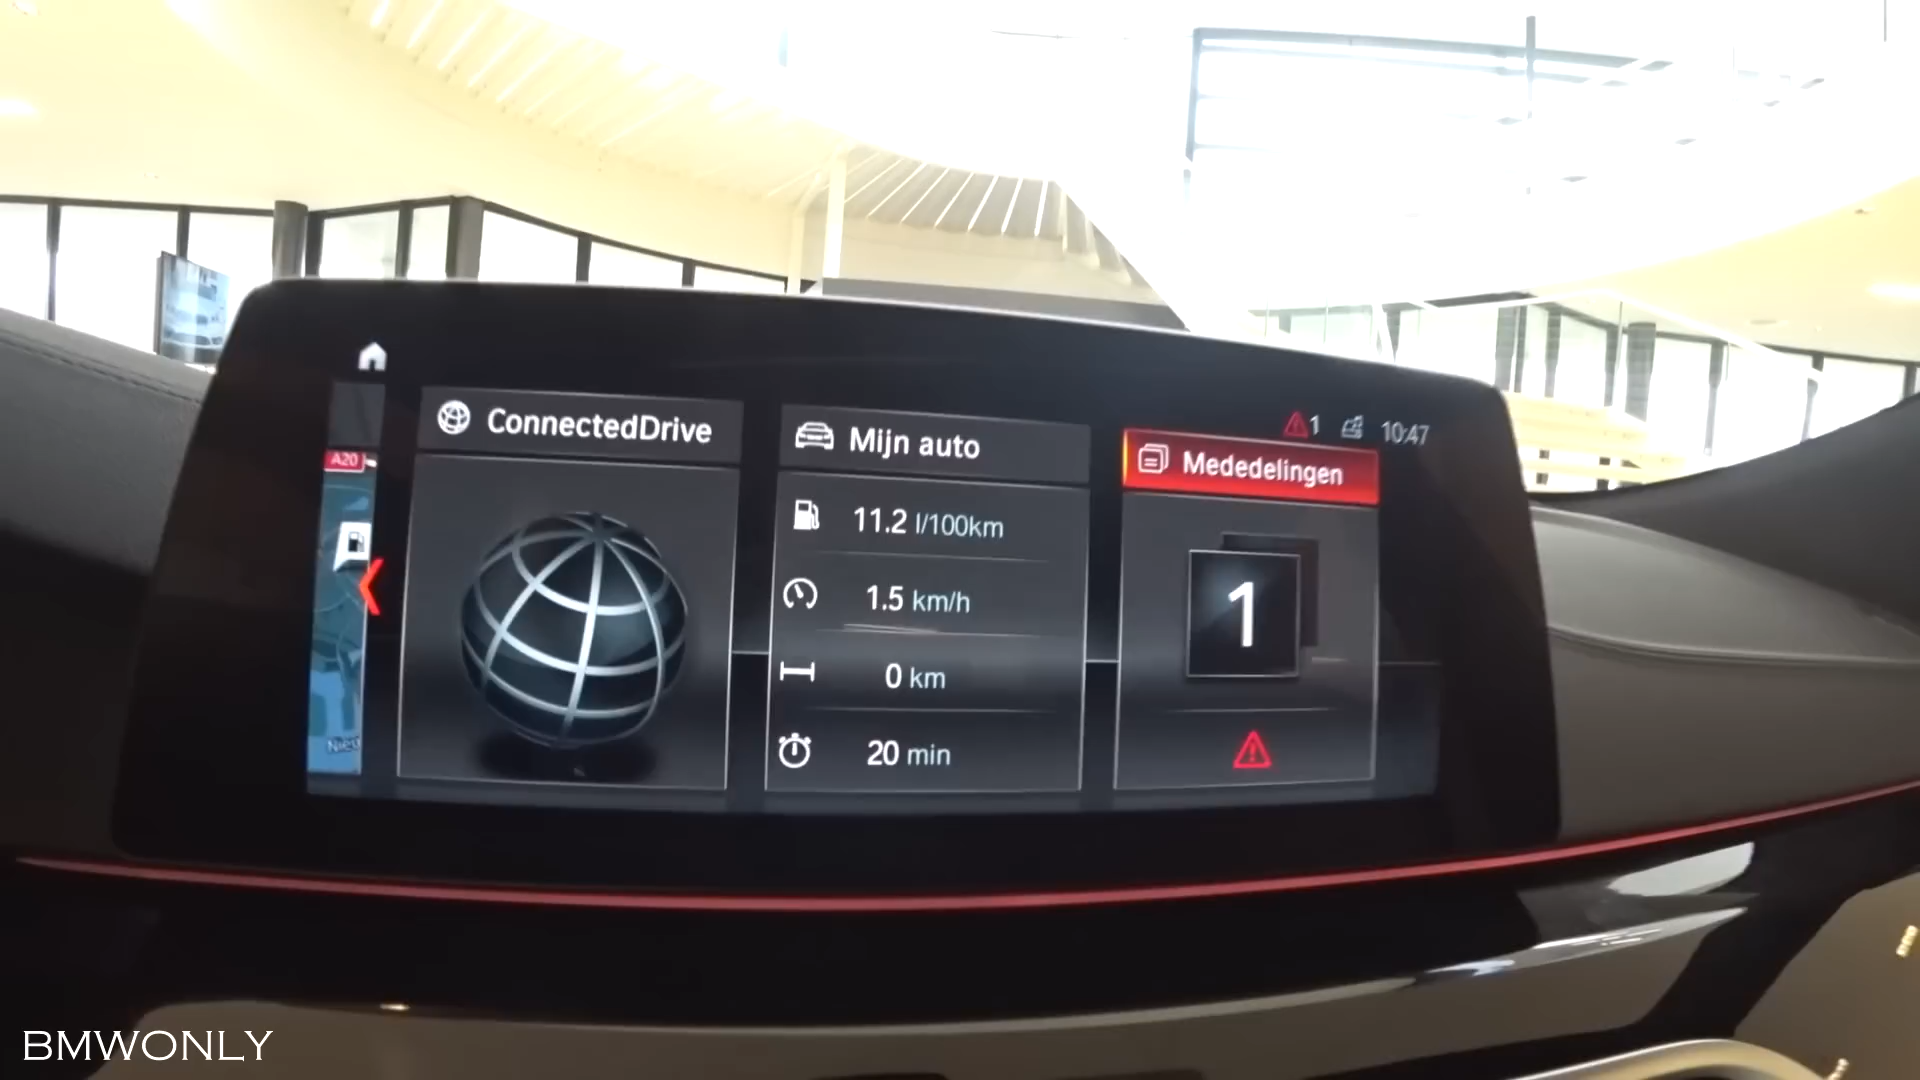 1 10:47
ConnectedDrive
Mijn auto
Mededelingen
A20
11.2 l/100km
1.5 km/h
0 km
20 min
1
Nieu
BMWONLY